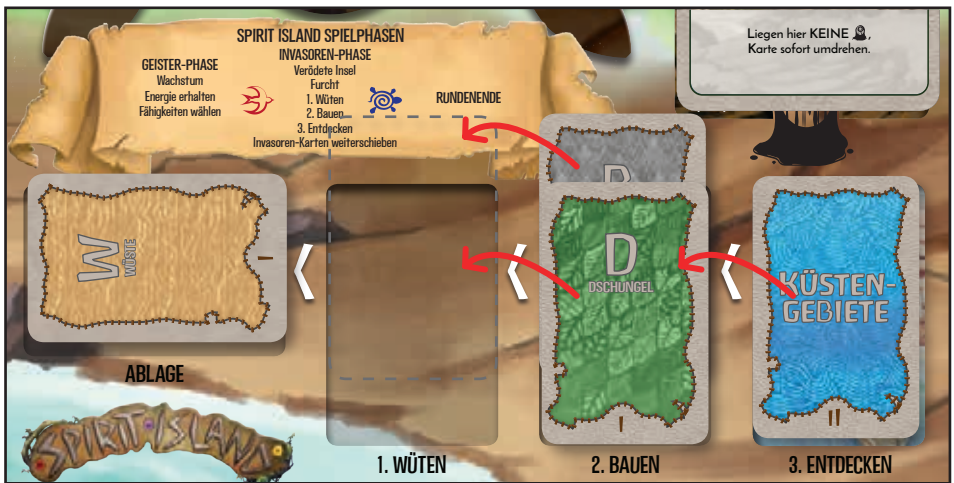 SPIRIT ISLAND SPIELPHASEN
GEISTER-PHASE
Wachstum
Energie erhalten
Fähigkeiten wählen
INVASOREN-PHASE
Verödete Insel
Furcht
1. Wüten
2. Bauen
3. Entdecken
Invasoren-Karten weiterschieben
RUNDENENDE
Liegen hier KEINE ,
Karte sofort umdrehen.
W
WÜSTE
I
D
D
DSCHUNGEL
I
KÜSTEN-
GEBIETE
II
ABLAGE
1. WÜTEN
2. BAUEN
3. ENTDECKEN
SPIRIT ISLAND